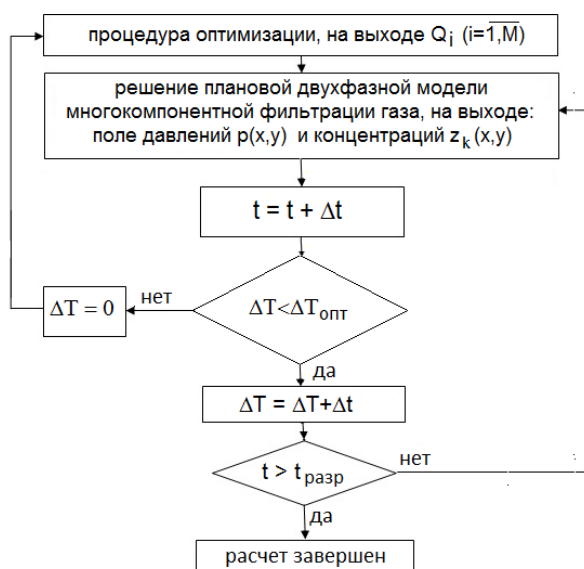 процедура оптимизации, на выходе Q_i (i=1,M)
решение плановой двухфазной модели
многокомпонентной фильтрации газа, на выходе:
поле давлений p(x,y) и концентраций z_k(x,y)
t = t + Δt
ΔT<ΔT_опт
нет
ΔT = 0
да
ΔT = ΔT+Δt
t > t_разр
нет
да
расчет завершен